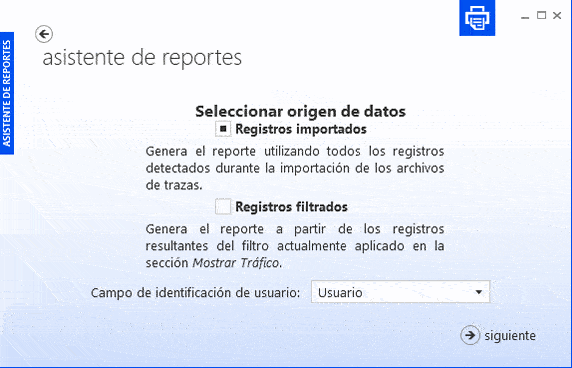 ASISTENTE DE REPORTES
asistente de reportes
Seleccionar origen de datos
Registros importados
Genera el reporte utilizando todos los registros
detectados durante la importación de los archivos
de trazas.
Registros filtrados
Genera el reporte a partir de los registros
resultantes del filtro actualmente aplicado en la
sección Mostrar Tráfico.
Campo de identificación de usuario: Usuario
siguiente